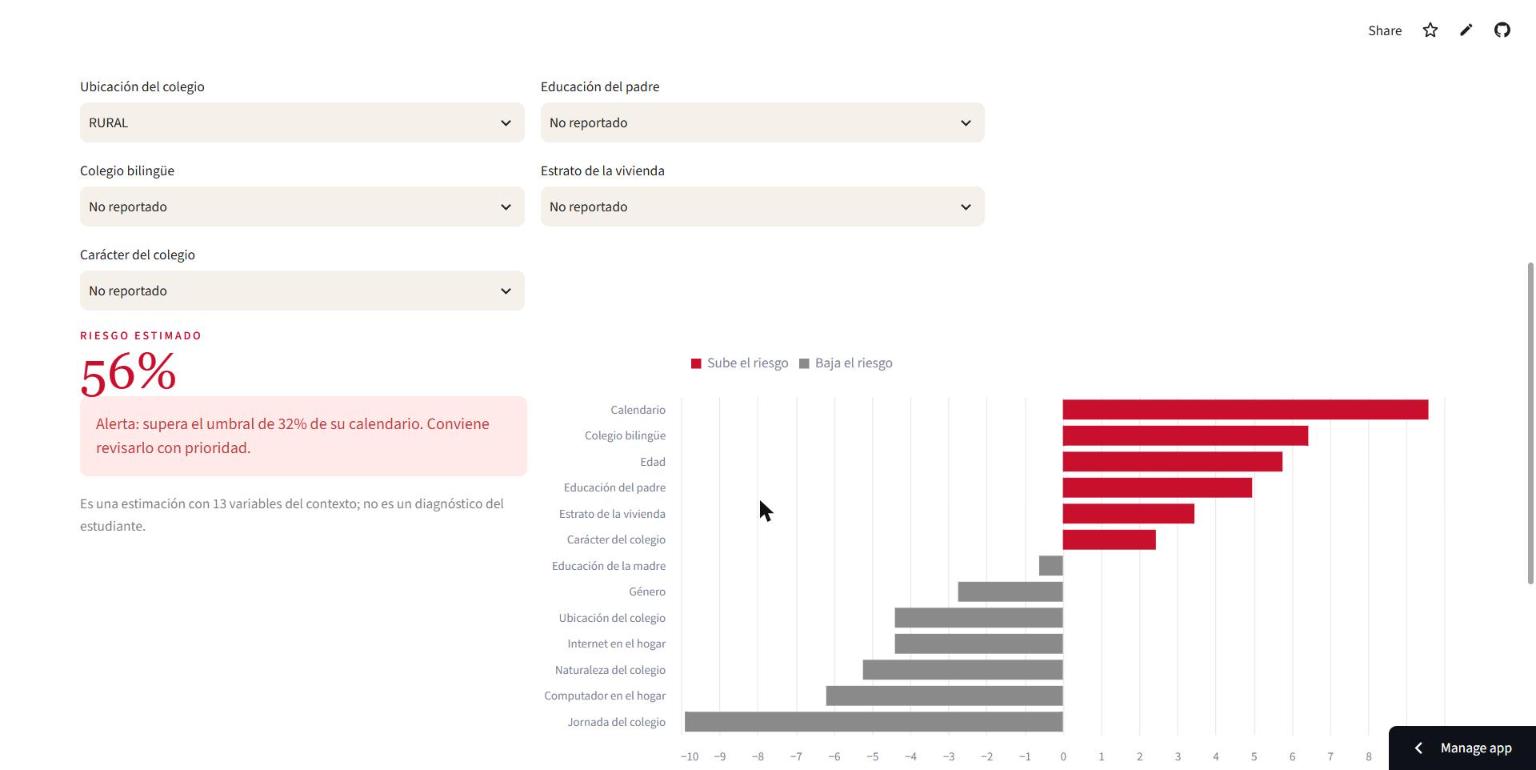 Share
Ubicación del colegio
RURAL
Educación del padre
No reportado
Colegio bilingüe
No reportado
Estrato de la vivienda
No reportado
Carácter del colegio
No reportado
RIESGO ESTIMADO
56%
Alerta: supera el umbral de 32% de su calendario. Conviene
revisarlo con prioridad.
Es una estimación con 13 variables del contexto; no es un diagnóstico del
estudiante.
Sube el riesgo Baja el riesgo
Calendario
Colegio bilingüe
Edad
Educación del padre
Estrato de la vivienda
Carácter del colegio
Educación de la madre
Género
Ubicación del colegio
Internet en el hogar
Naturaleza del colegio
Computador en el hogar
Jornada del colegio
−10 −9 −8 −7 −6 −5 −4 −3 −2 −1 0 1 2 3 4 5 6 7 8
Manage app